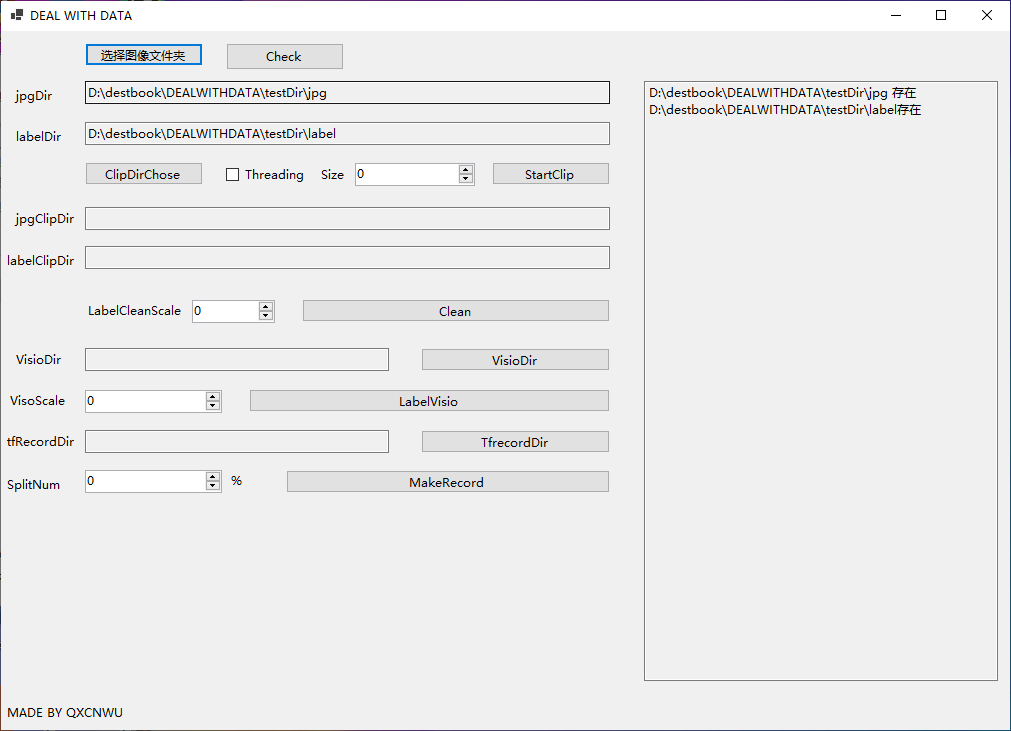 DEAL WITH DATA
选择图像文件夹 Check
jpgDir D:\destbook\DEALWITHDATA\testDir\jpg
labelDir D:\destbook\DEALWITHDATA\testDir\label
ClipDirChose Threading Size 0 StartClip
jpgClipDir
labelClipDir
LabelCleanScale 0 Clean
VisioDir VisioDir
VisoScale 0 LabelVisio
tfRecordDir TfrecordDir
SplitNum 0 % MakeRecord
D:\destbook\DEALWITHDATA\testDir\jpg 存在
D:\destbook\DEALWITHDATA\testDir\label存在
MADE BY QXCNWU